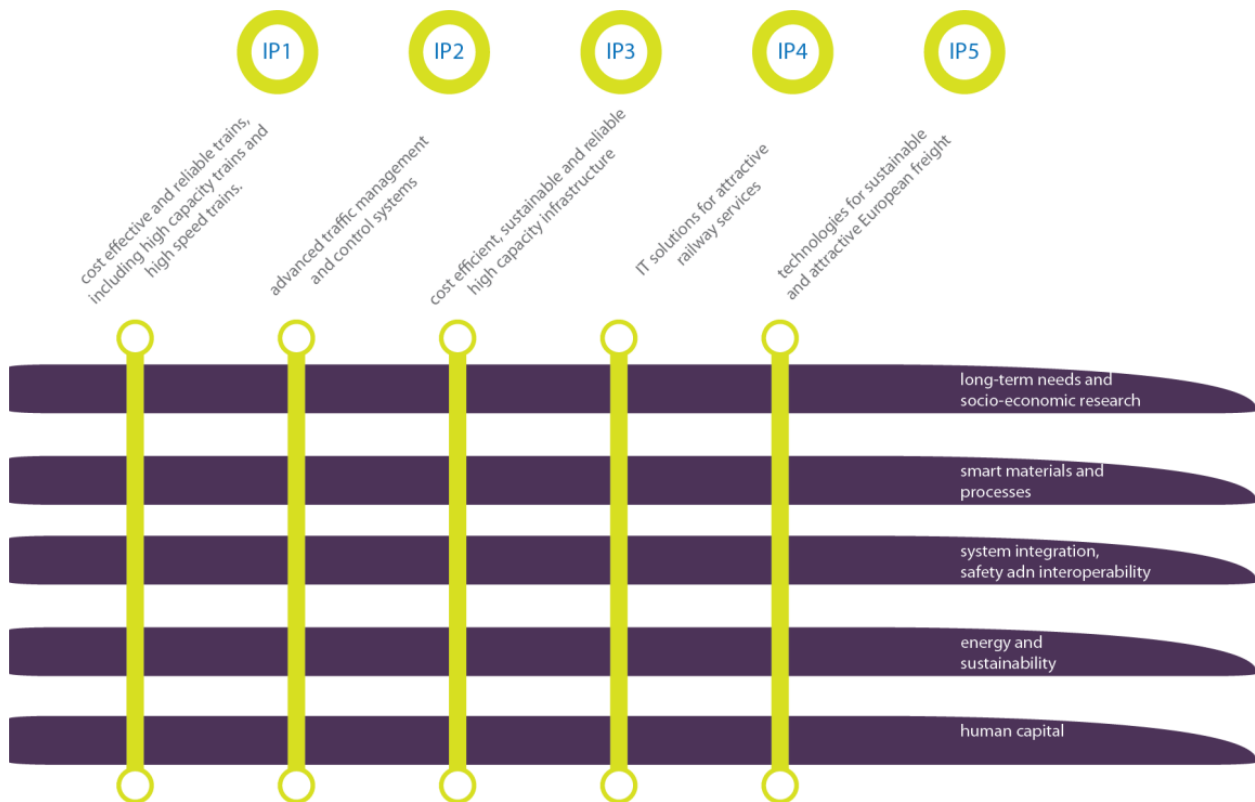 IP1
IP2
IP3
IP4
IP5
cost effective and reliable trains,
including high capacity trains and
high speed trains.
advanced traffic management
and control systems
cost efficient, sustainable and reliable
high capacity infrastructure
IT solutions for attractive
railway services
technologies for sustainable
and attractive European freight
long-term needs and
socio-economic research
smart materials and
processes
system integration,
safety adn interoperability
energy and
sustainability
human capital